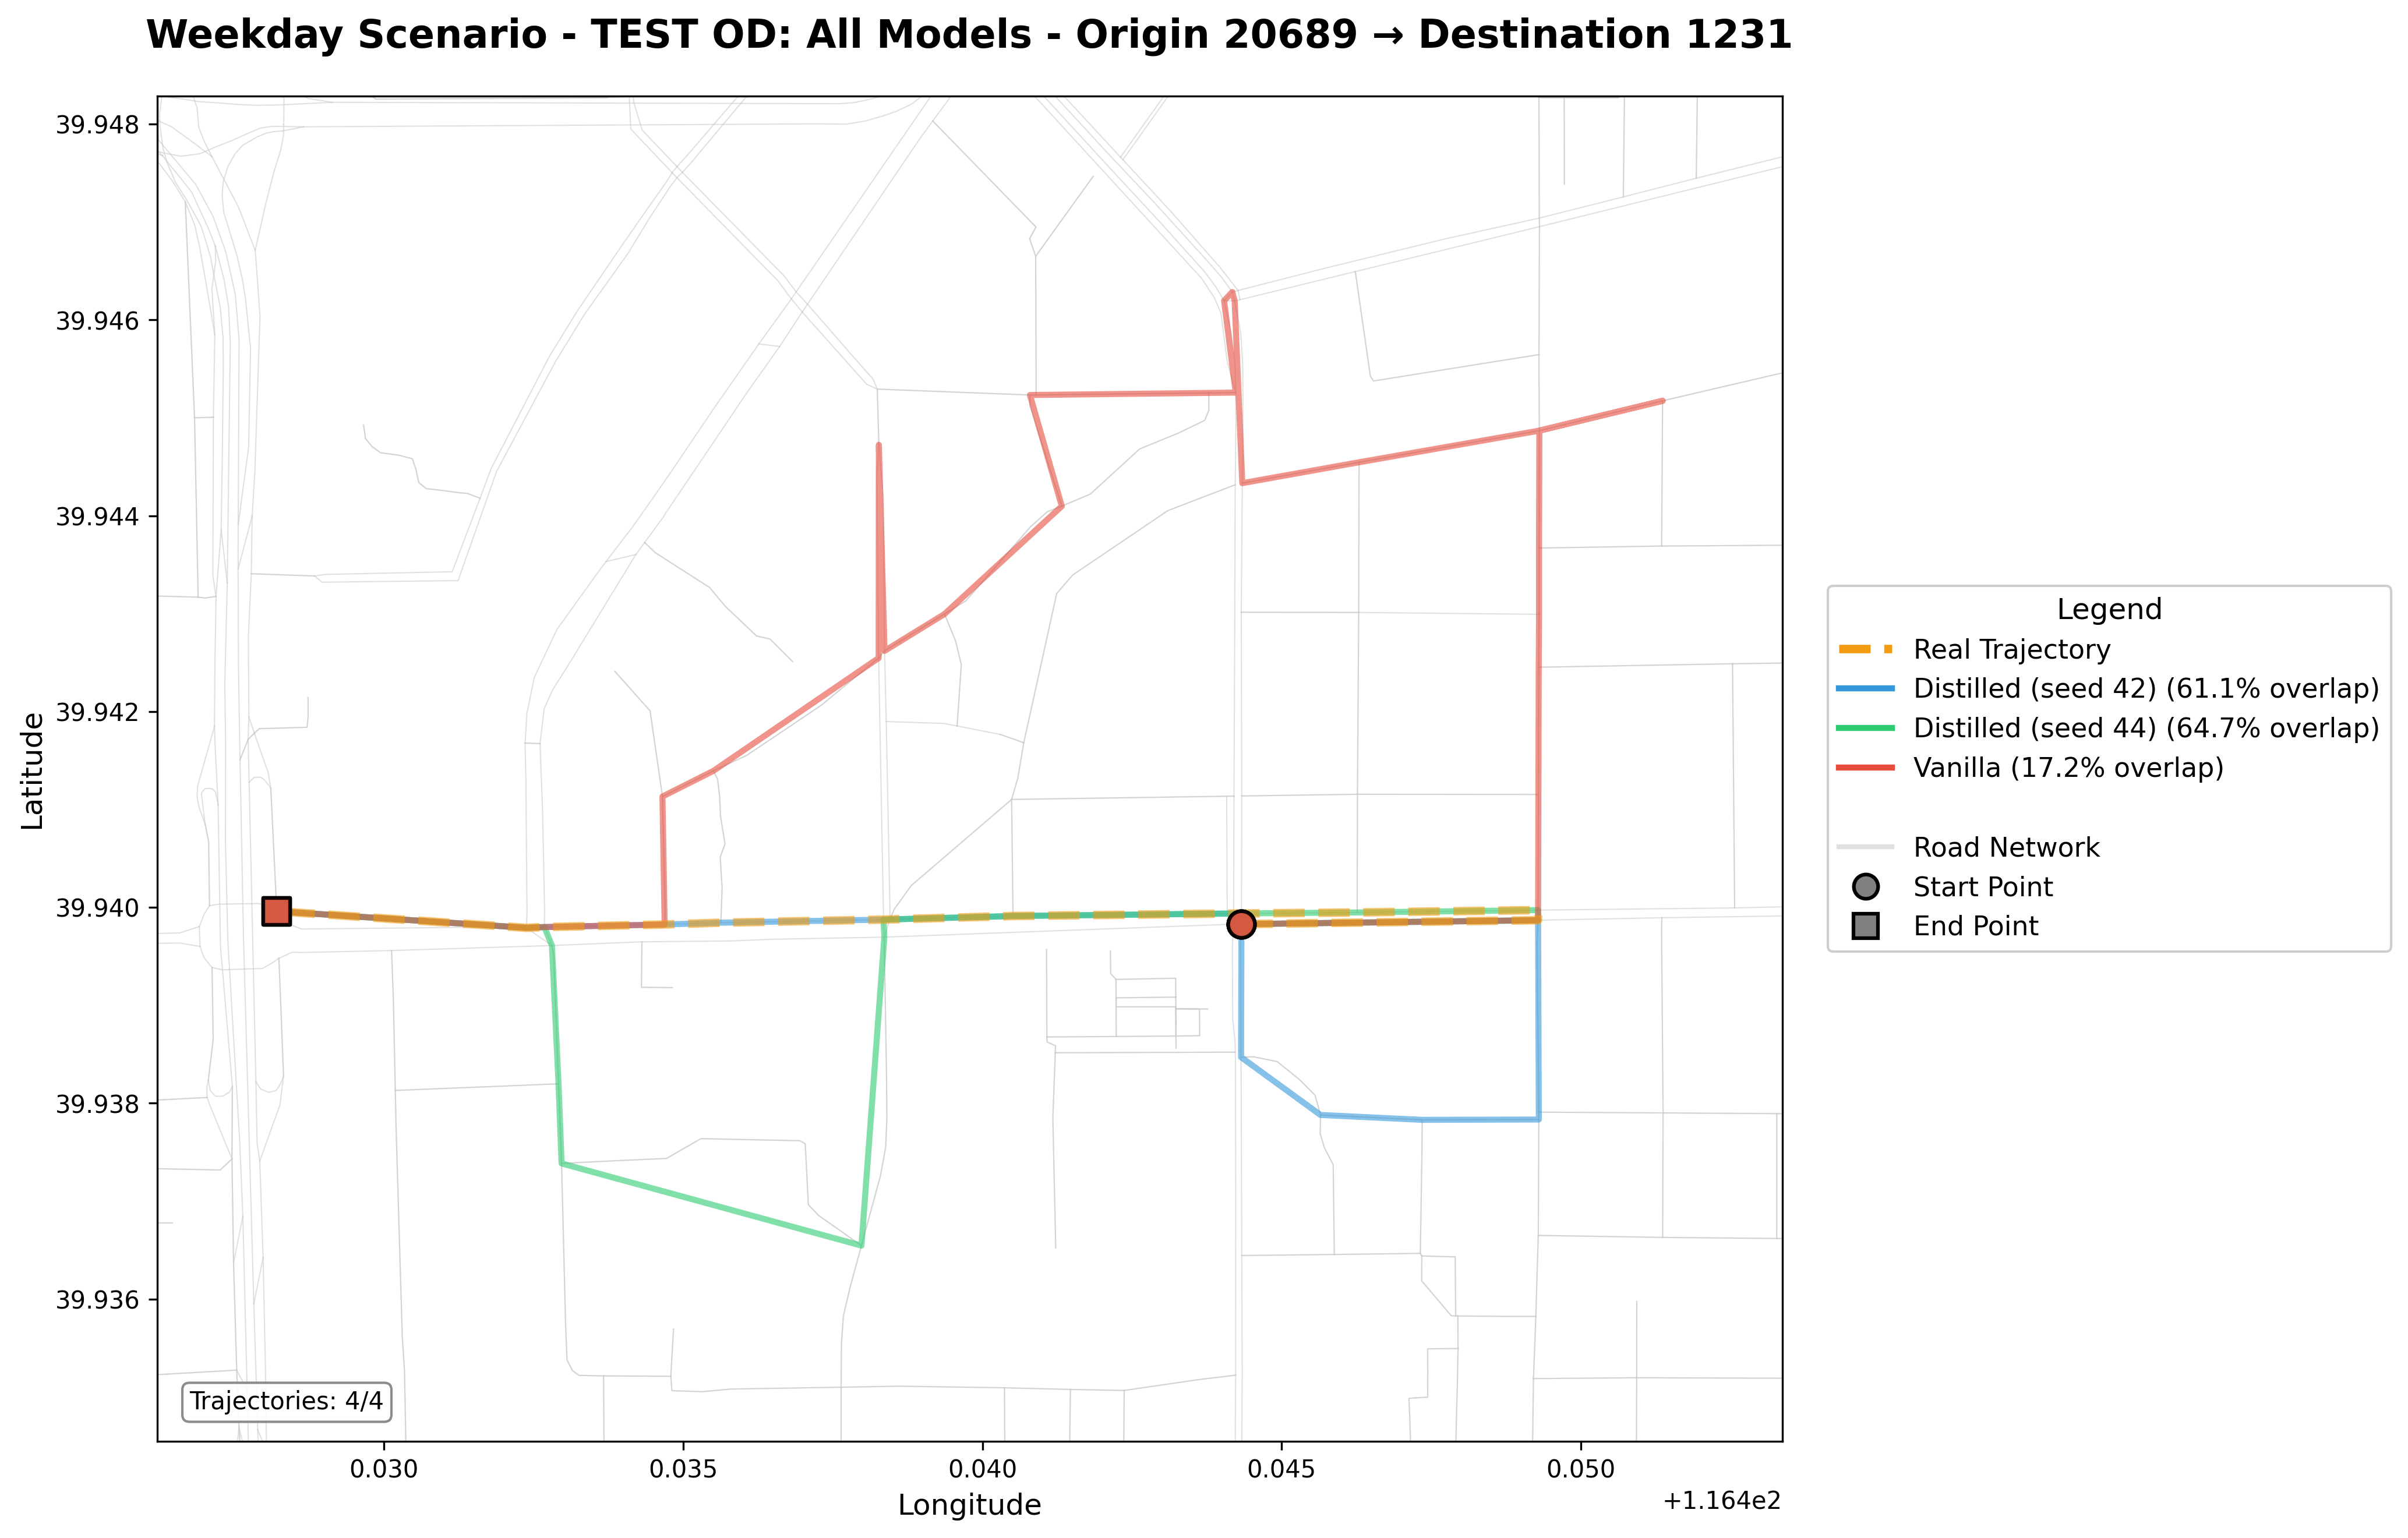 Weekday Scenario - TEST OD: All Models - Origin 20689 → Destination 1231
39.948
39.946
39.944
39.942
39.940
39.938
39.936
Latitude
0.030
0.035
0.040
0.045
0.050
+1.164e2
Longitude
Trajectories: 4/4
Legend
Real Trajectory
Distilled (seed 42) (61.1% overlap)
Distilled (seed 44) (64.7% overlap)
Vanilla (17.2% overlap)
Road Network
Start Point
End Point